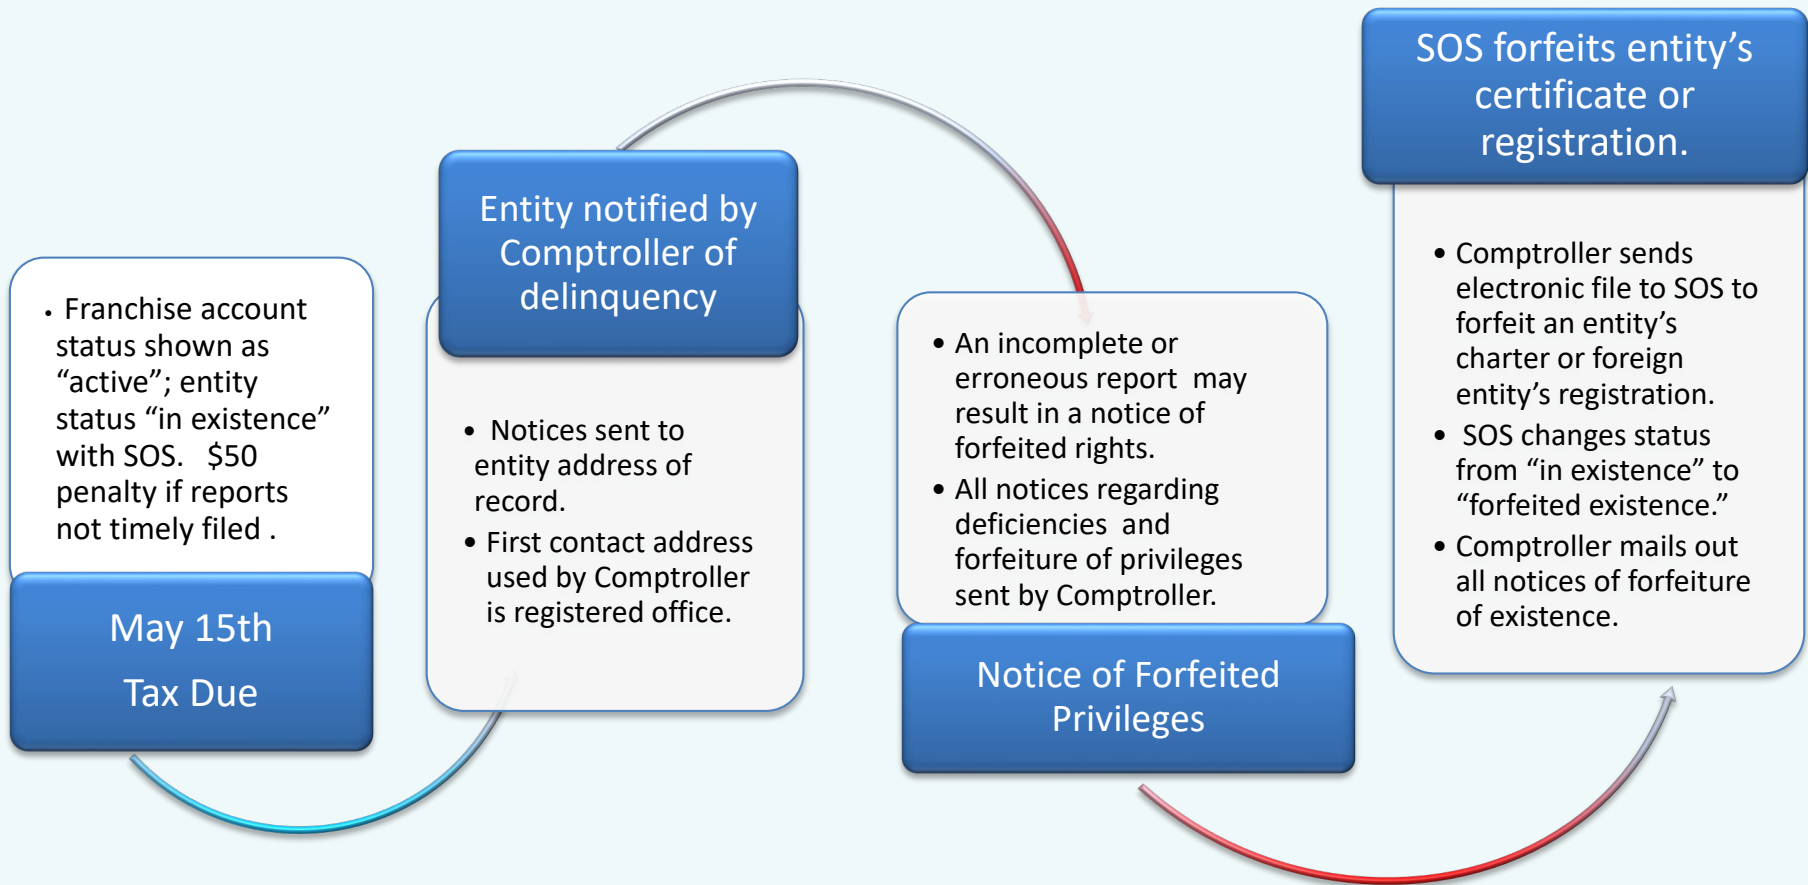 • Franchise account
status shown as
“active”; entity
status “in existence”
with SOS. $50
penalty if reports
not timely filed .
May 15th
Tax Due
Entity notified by
Comptroller of
delinquency
• Notices sent to
entity address of
record.
• First contact address
used by Comptroller
is registered office.
• An incomplete or
erroneous report may
result in a notice of
forfeited rights.
• All notices regarding
deficiencies and
forfeiture of privileges
sent by Comptroller.
Notice of Forfeited
Privileges
SOS forfeits entity’s
certificate or
registration.
• Comptroller sends
electronic file to SOS to
forfeit an entity’s
charter or foreign
entity’s registration.
• SOS changes status
from “in existence” to
“forfeited existence.”
• Comptroller mails out
all notices of forfeiture
of existence.